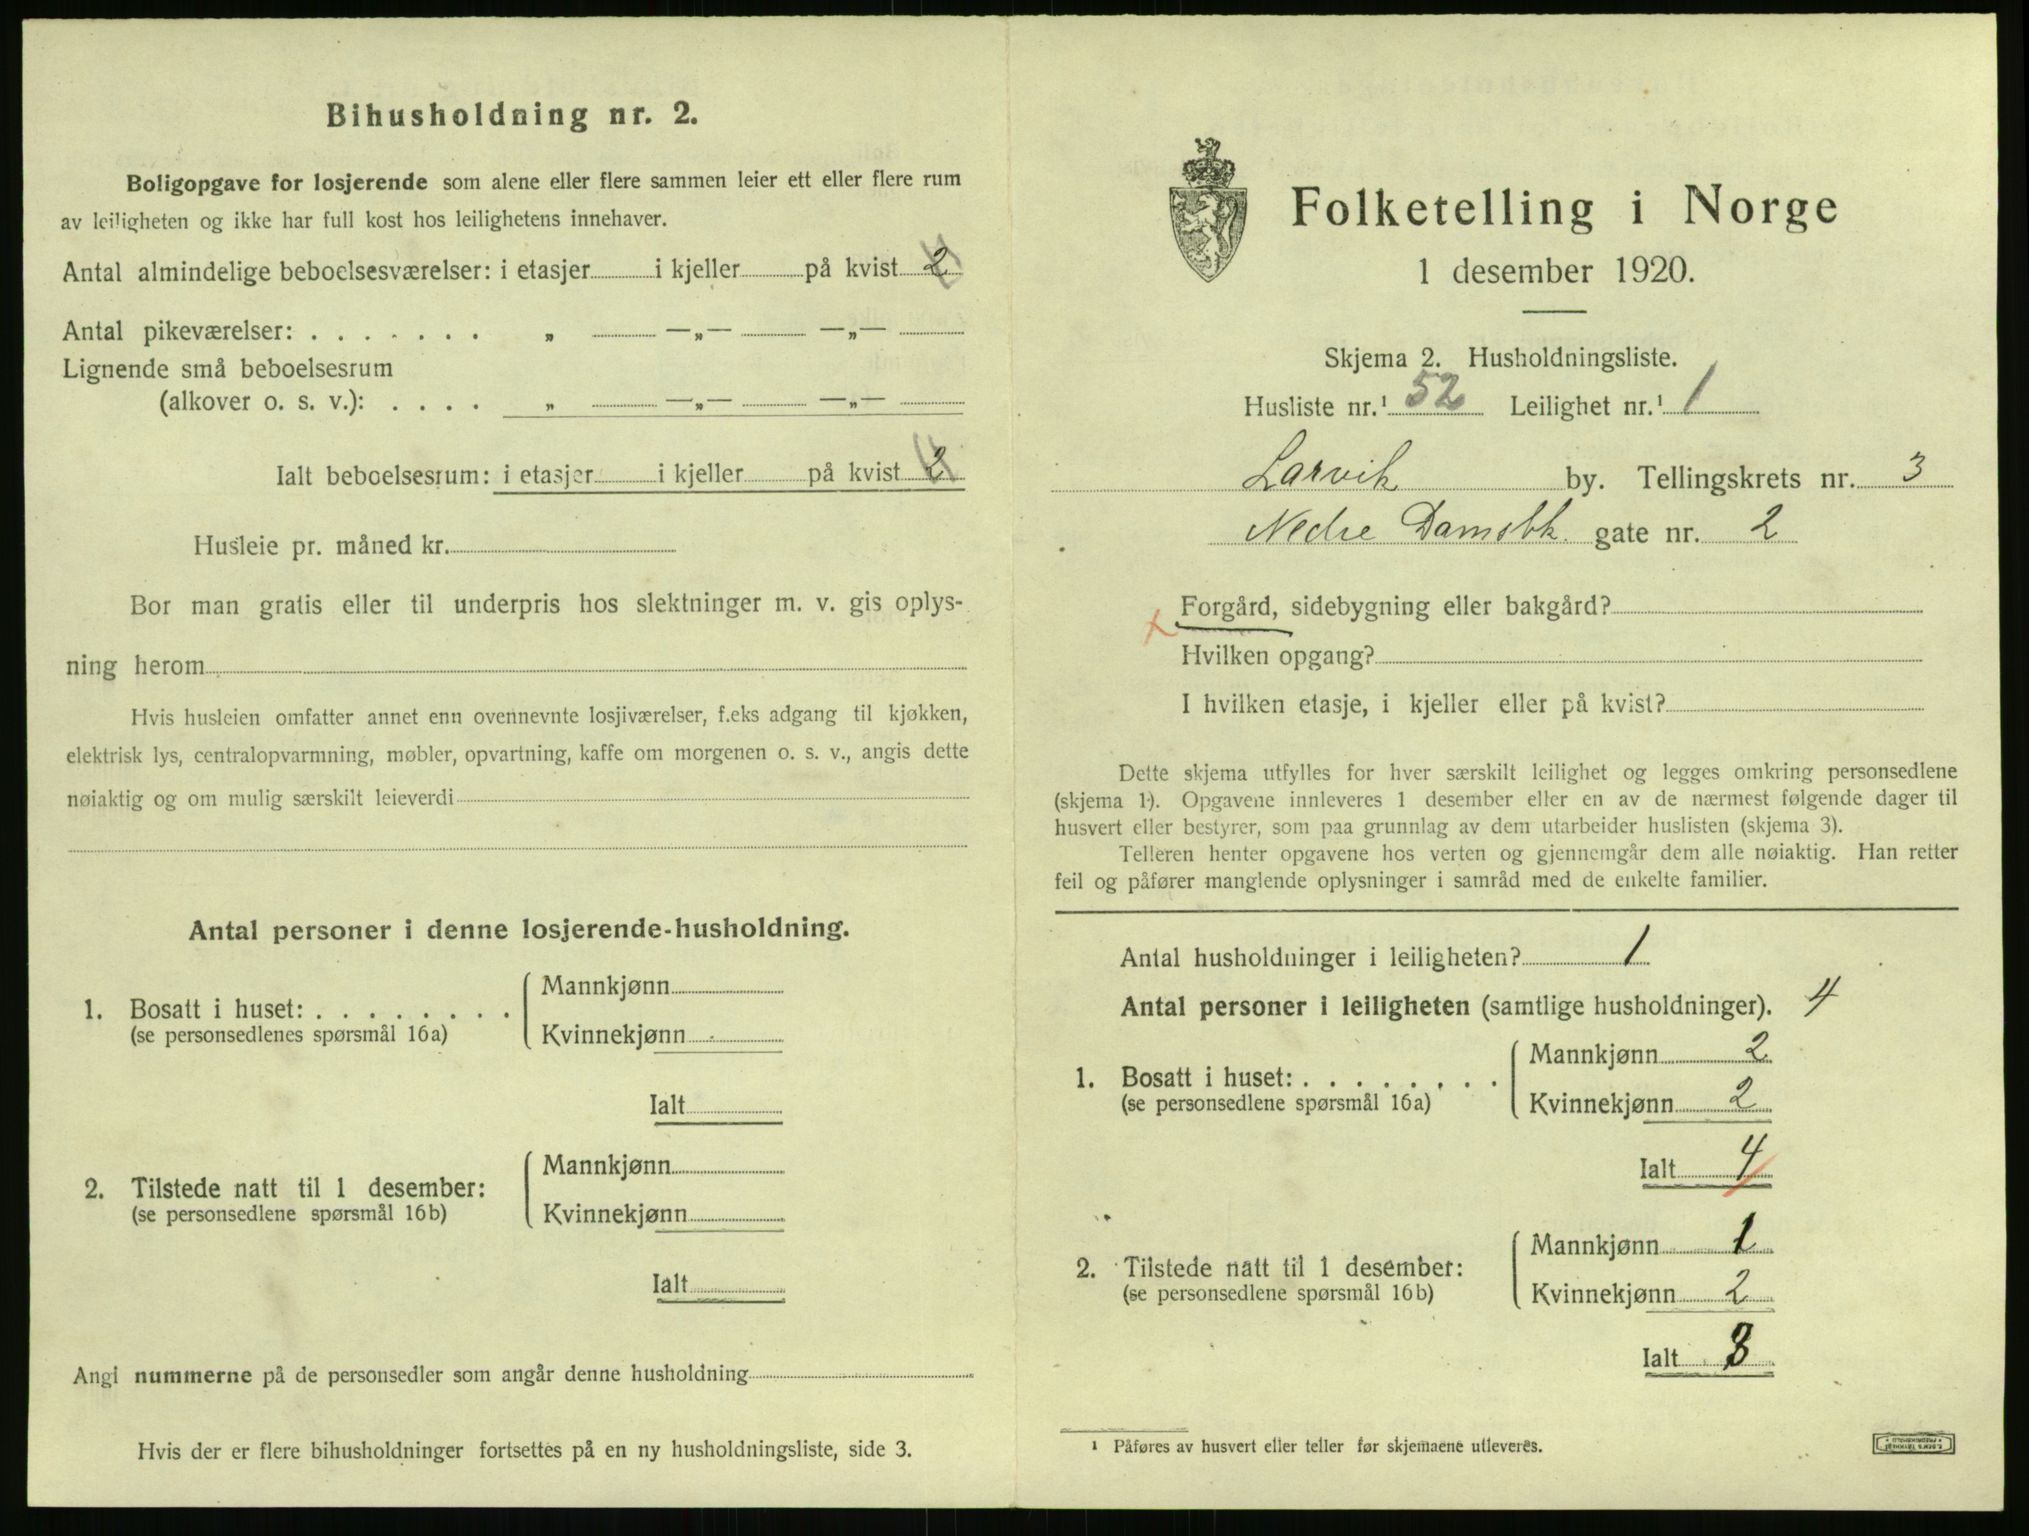 Bihusholdning nr. 2.
Boligopgave for losjerende som alene eller flere sammen leier ett eller flere rum
av leiligheten og ikke har full kost hos leilighetens innehaver.
Antal almindelige beboelsesværelser: i etasjer i kjeller på kvist 2
Antal pikeværelser: . . . . . . . „ —„— —„—
Lignende små beboelsesrum
(alkover o. s. v.): . . . . „ —„— —„—
Ialt beboelsesrum: i etasjer i kjeller på kvist 2
Husleie pr. måned kr.
Bor man gratis eller til underpris hos slektninger m. v. gis oplys-
ning herom
Hvis husleien omfatter annet enn ovennevnte losjiværelser, f.eks adgang til kjøkken,
elektrisk lys, centralopvarmning, møbler, opvartning, kaffe om morgenen o. s. v., angis dette
nøiaktig og om mulig særskilt leieverdi
Antal personer i denne losjerende-husholdning.
Mannkjønn
1. Bosatt i huset: . . . . . . . .
(se personsedlenes spørsmål 16a)
Kvinnekjønn
Ialt
Mannkjønn
2. Tilstede natt til 1 desember:
(se personsedlene spørsmål 16b)
Kvinnekjønn
Ialt
Angi nummerne på de personsedler som angår denne husholdning
Hvis der er flere bihusholdninger fortsettes på en ny husholdningsliste, side 3.
Folketelling i Norge
1 desember 1920.
Skjema 2. Husholdningsliste.
Husliste nr.¹ 52 Leilighet nr.¹ 1
Larvik by. Tellingskrets nr. 3
Nedre Damsbk. gate nr. 2
Forgård, sidebygning eller bakgård?
Hvilken opgang?
I hvilken etasje, i kjeller eller på kvist?
Dette skjema utfylles for hver særskilt leilighet og legges omkring personsedlene
(skjema 1). Opgavene innleveres 1 desember eller en av de nærmest følgende dager til
husvert eller bestyrer, som paa grunnlag av dem utarbeider huslisten (skjema 3).
Telleren henter opgavene hos verten og gjennemgår dem alle nøiaktig. Han retter
feil og påfører manglende oplysninger i samråd med de enkelte familier.
Antal husholdninger i leiligheten? 1
Antal personer i leiligheten (samtlige husholdninger). 4
Mannkjønn 2
1. Bosatt i huset: . . . . . . . .
(se personsedlene spørsmål 16a)
Kvinnekjønn 2
Ialt 4
Mannkjønn 1
2. Tilstede natt til 1 desember:
(se personsedlene spørsmål 16b)
Kvinnekjønn 2
Ialt 3
¹ Påføres av husvert eller teller før skjemaene utleveres.